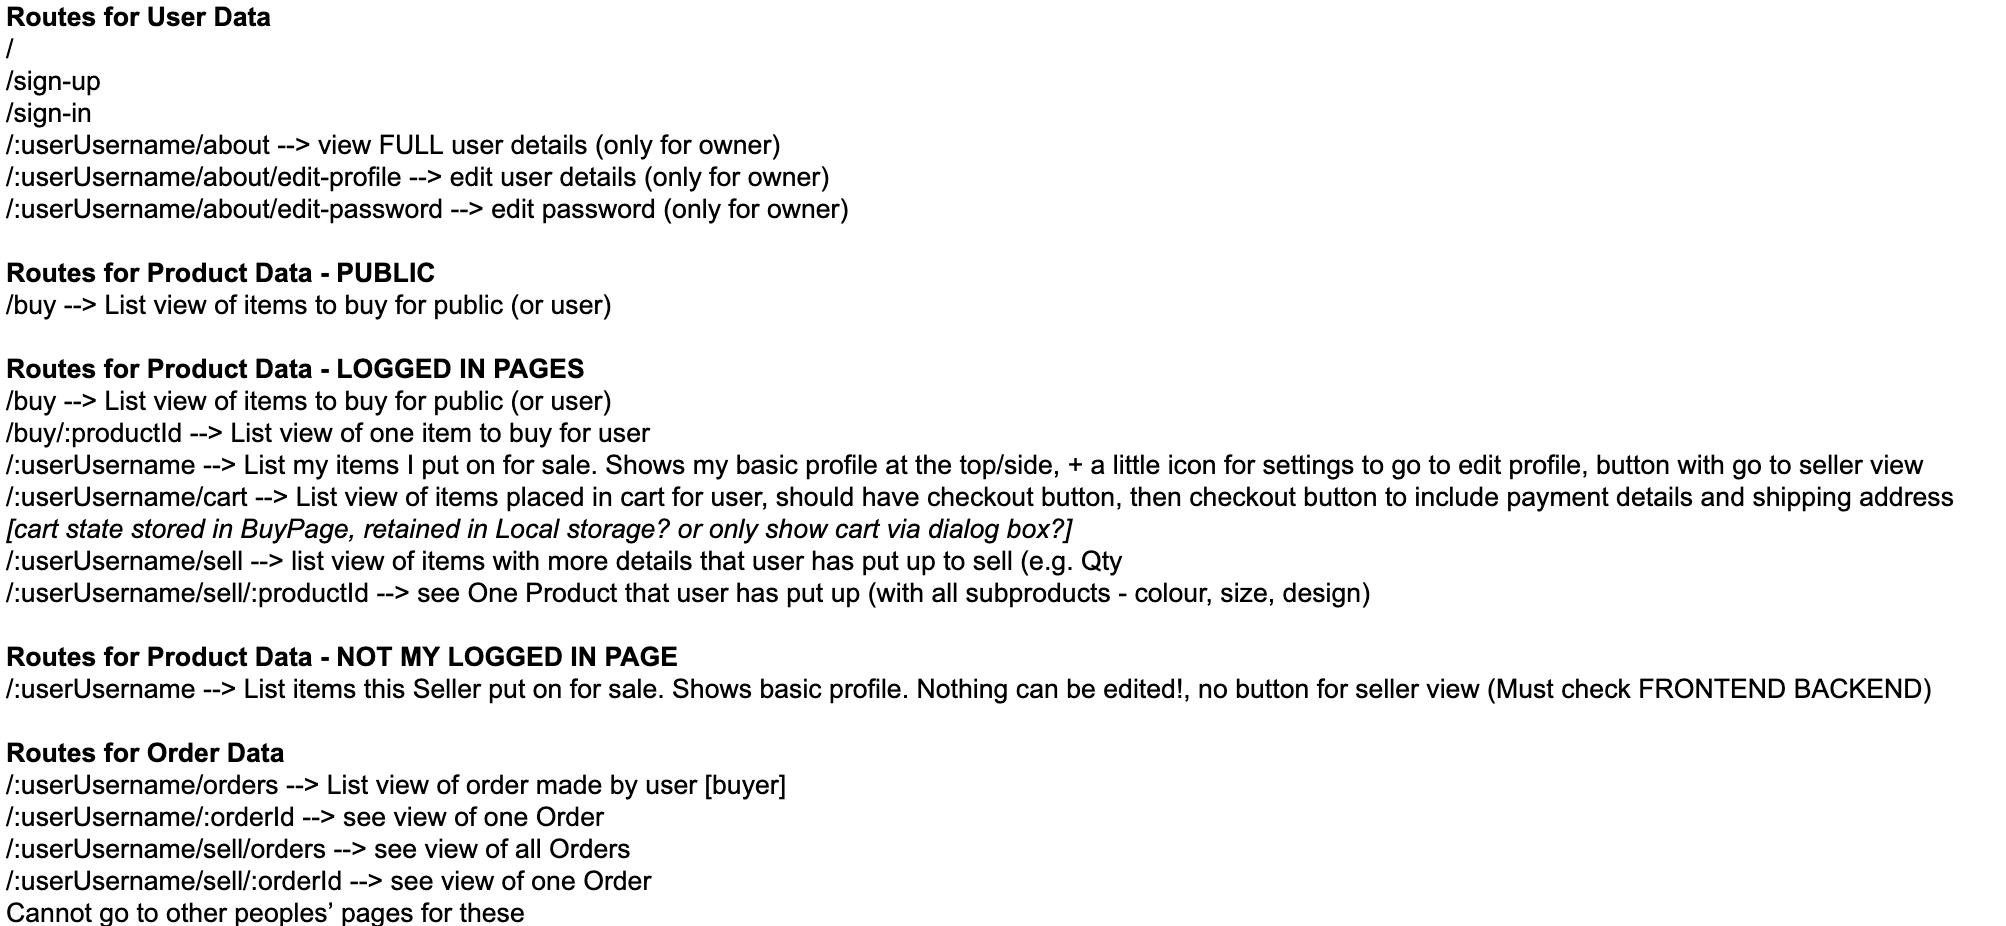 Routes for User Data
/
/sign-up
/sign-in
/:userUsername/about --> view FULL user details (only for owner)
/:userUsername/about/edit-profile --> edit user details (only for owner)
/:userUsername/about/edit-password --> edit password (only for owner)
Routes for Product Data - PUBLIC
/buy --> List view of items to buy for public (or user)
Routes for Product Data - LOGGED IN PAGES
/buy --> List view of items to buy for public (or user)
/buy/:productId --> List view of one item to buy for user
/:userUsername --> List my items I put on for sale. Shows my basic profile at the top/side, + a little icon for settings to go to edit profile, button with go to seller view
/:userUsername/cart --> List view of items placed in cart for user, should have checkout button, then checkout button to include payment details and shipping address
[cart state stored in BuyPage, retained in Local storage? or only show cart via dialog box?]
/:userUsername/sell --> list view of items with more details that user has put up to sell (e.g. Qty
/:userUsername/sell/:productId --> see One Product that user has put up (with all subproducts - colour, size, design)
Routes for Product Data - NOT MY LOGGED IN PAGE
/:userUsername --> List items this Seller put on for sale. Shows basic profile. Nothing can be edited!, no button for seller view (Must check FRONTEND BACKEND)
Routes for Order Data
/:userUsername/orders --> List view of order made by user [buyer]
/:userUsername/:orderId --> see view of one Order
/:userUsername/sell/orders --> see view of all Orders
/:userUsername/sell/:orderId --> see view of one Order
Cannot go to other peoples’ pages for these